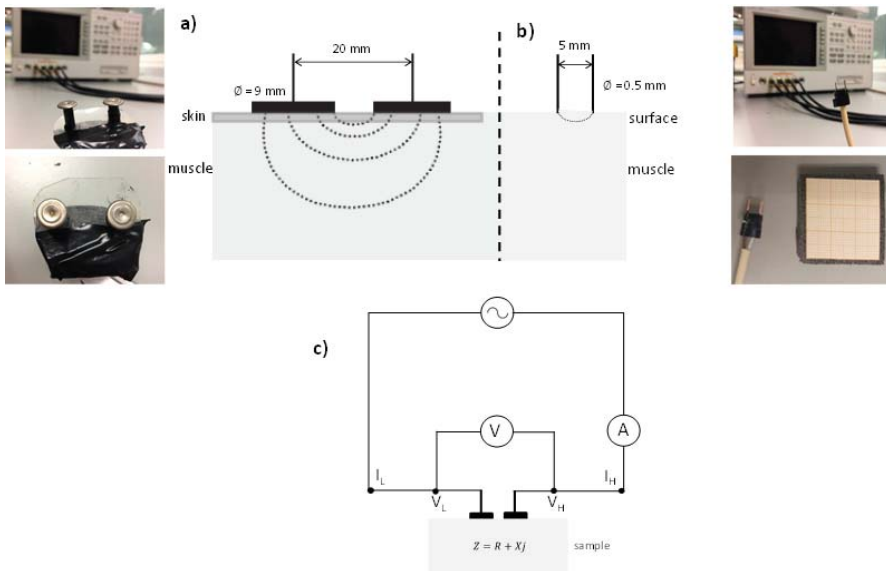 a)
20 mm
Ø = 9 mm
skin
muscle
b)
5 mm
Ø =0.5 mm
surface
muscle
c)
V
A
I_L
V_L
V_H
I_H
Z = R + Xj
sample